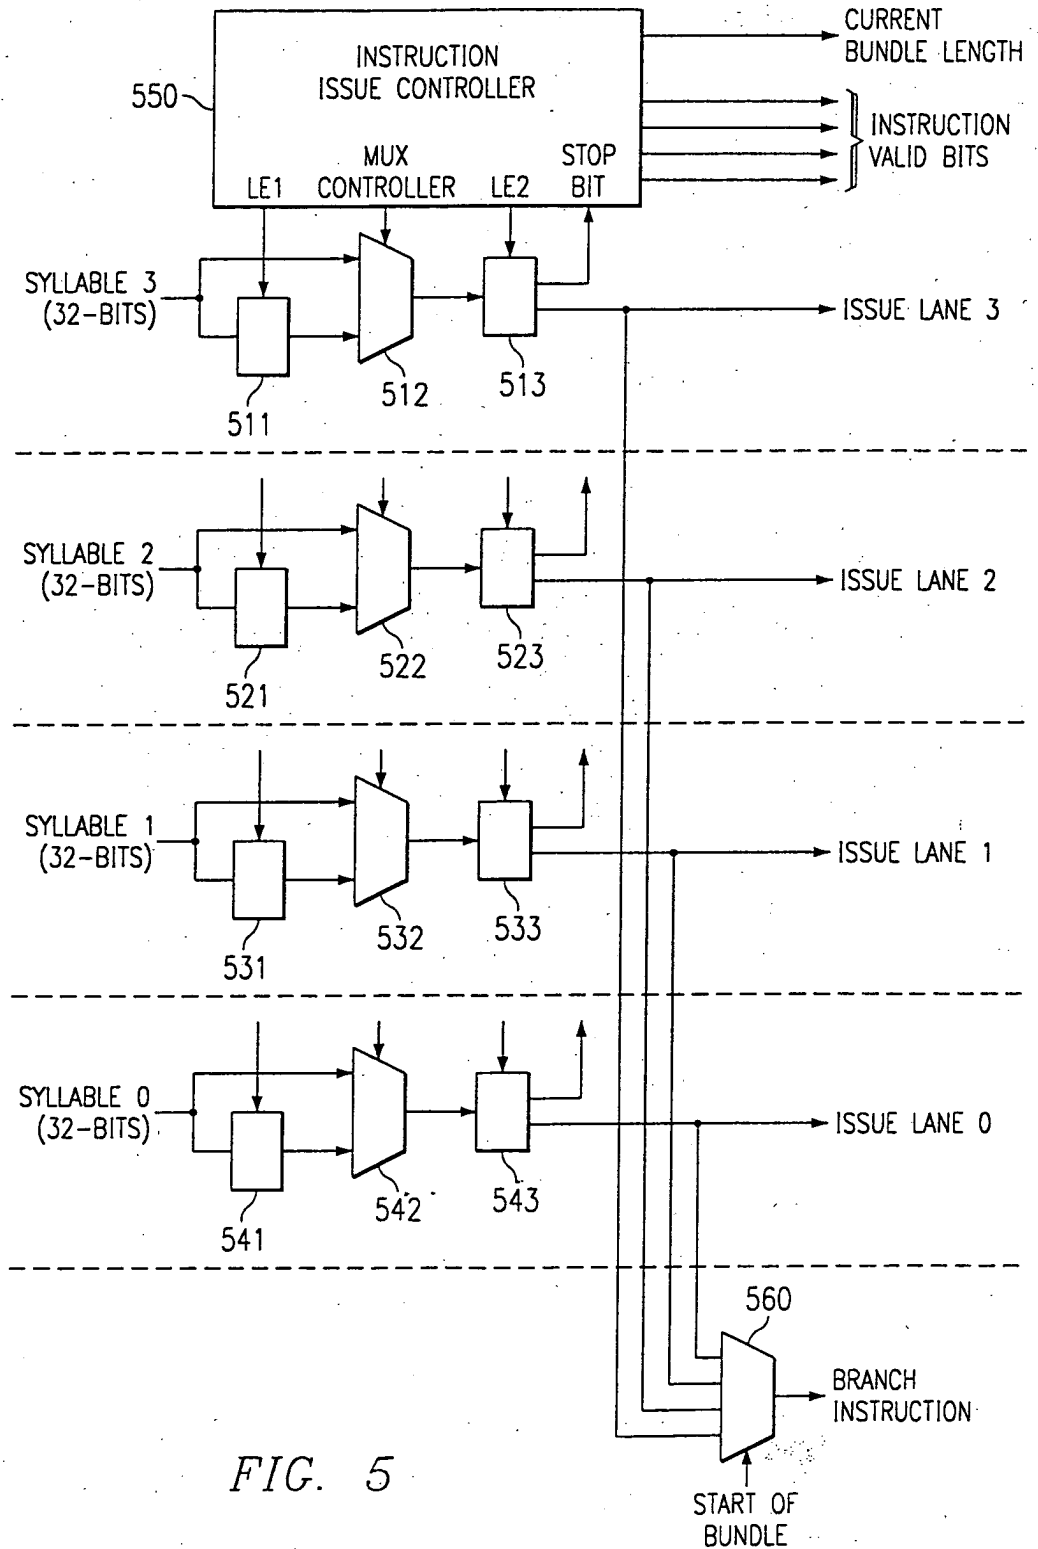 CURRENT
BUNDLE LENGTH
INSTRUCTION
ISSUE CONTROLLER
550
INSTRUCTION
VALID BITS
MUX
CONTROLLER
STOP
BIT
LE1
LE2
SYLLABLE 3
(32-BITS)
ISSUE LANE 3
511
512
513
SYLLABLE 2
(32-BITS)
ISSUE LANE 2
521
522
523
SYLLABLE 1
(32-BITS)
ISSUE LANE 1
531
532
533
SYLLABLE 0
(32-BITS)
ISSUE LANE 0
541
542
543
560
BRANCH
INSTRUCTION
START OF
BUNDLE
FIG. 5